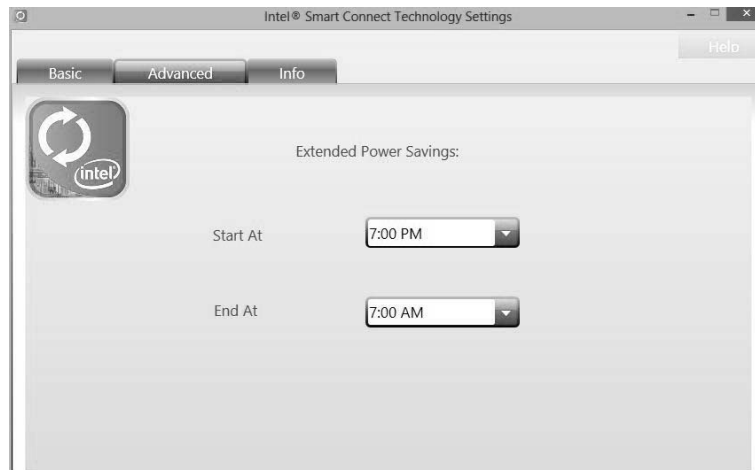 Intel® Smart Connect Technology Settings
Help
Basic Advanced Info
intel
Extended Power Savings:
Start At 7:00 PM
End At 7:00 AM